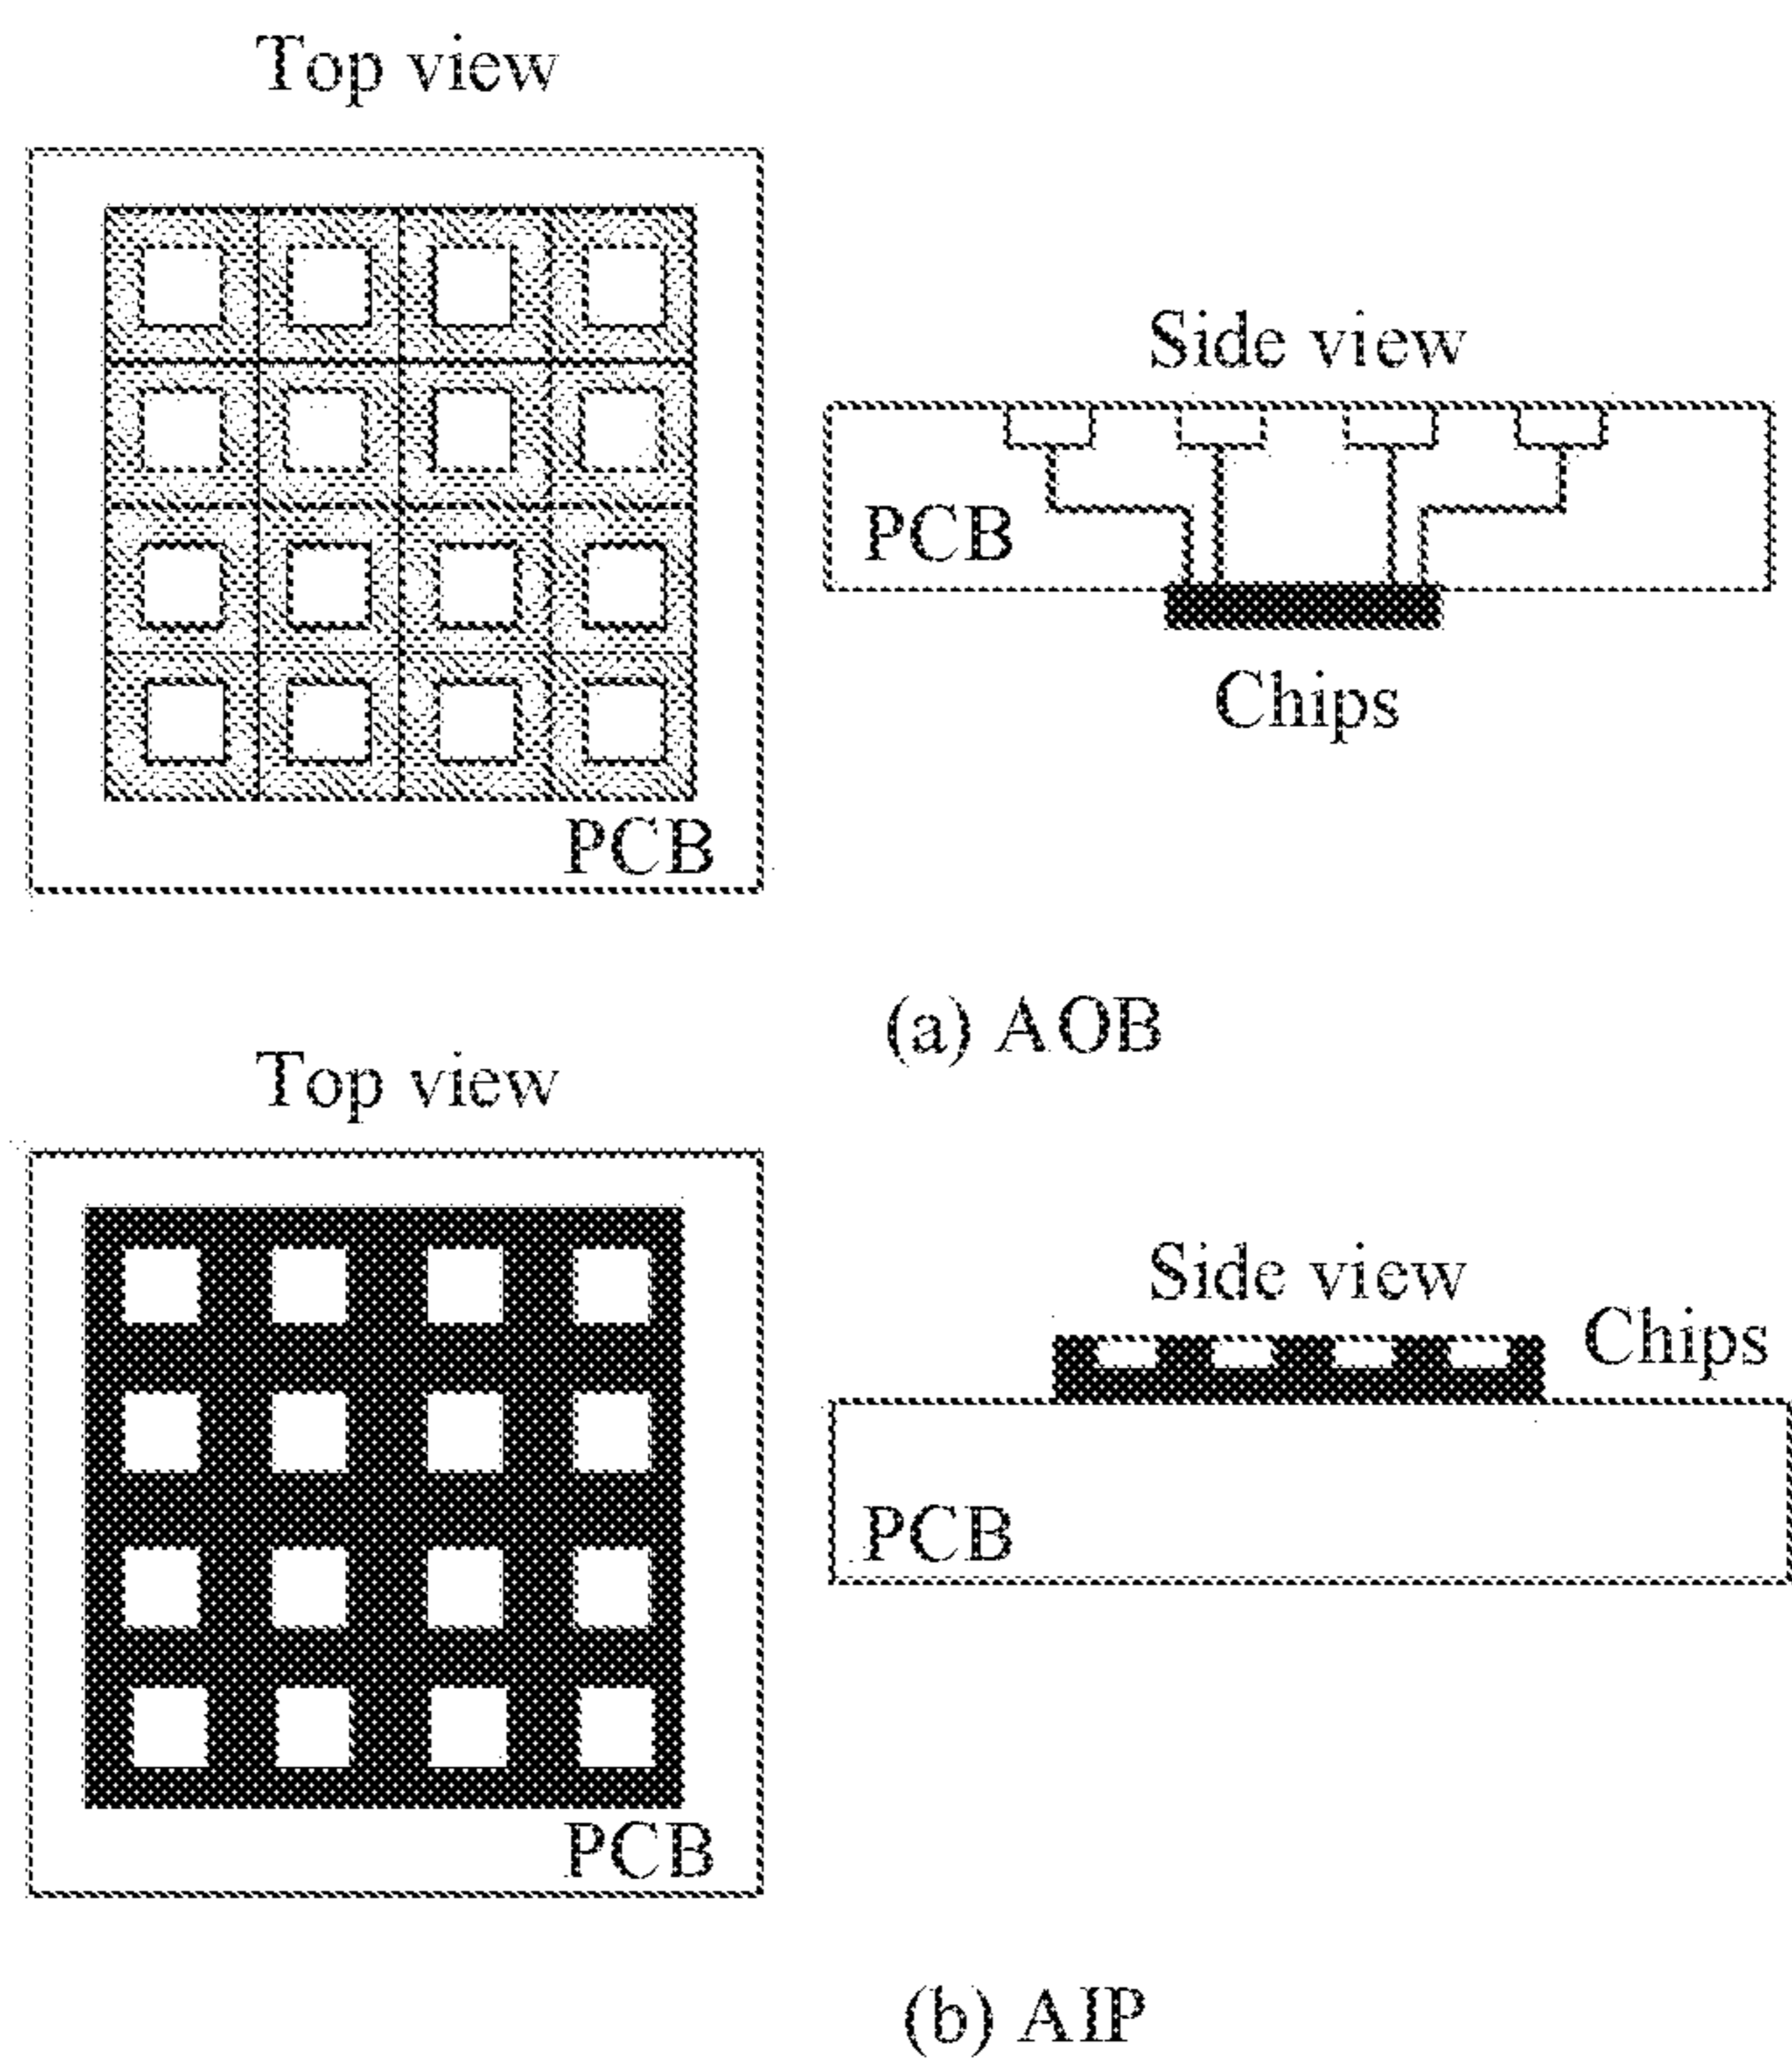 Top view
PCB
Side view
PCB
Chips
(a) AOB
Top view
PCB
Side view
Chips
PCB
(b) AIP